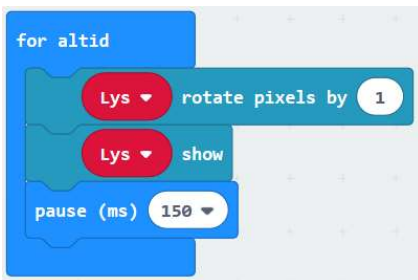 for altid
Lys rotate pixels by 1
Lys show
pause (ms) 150